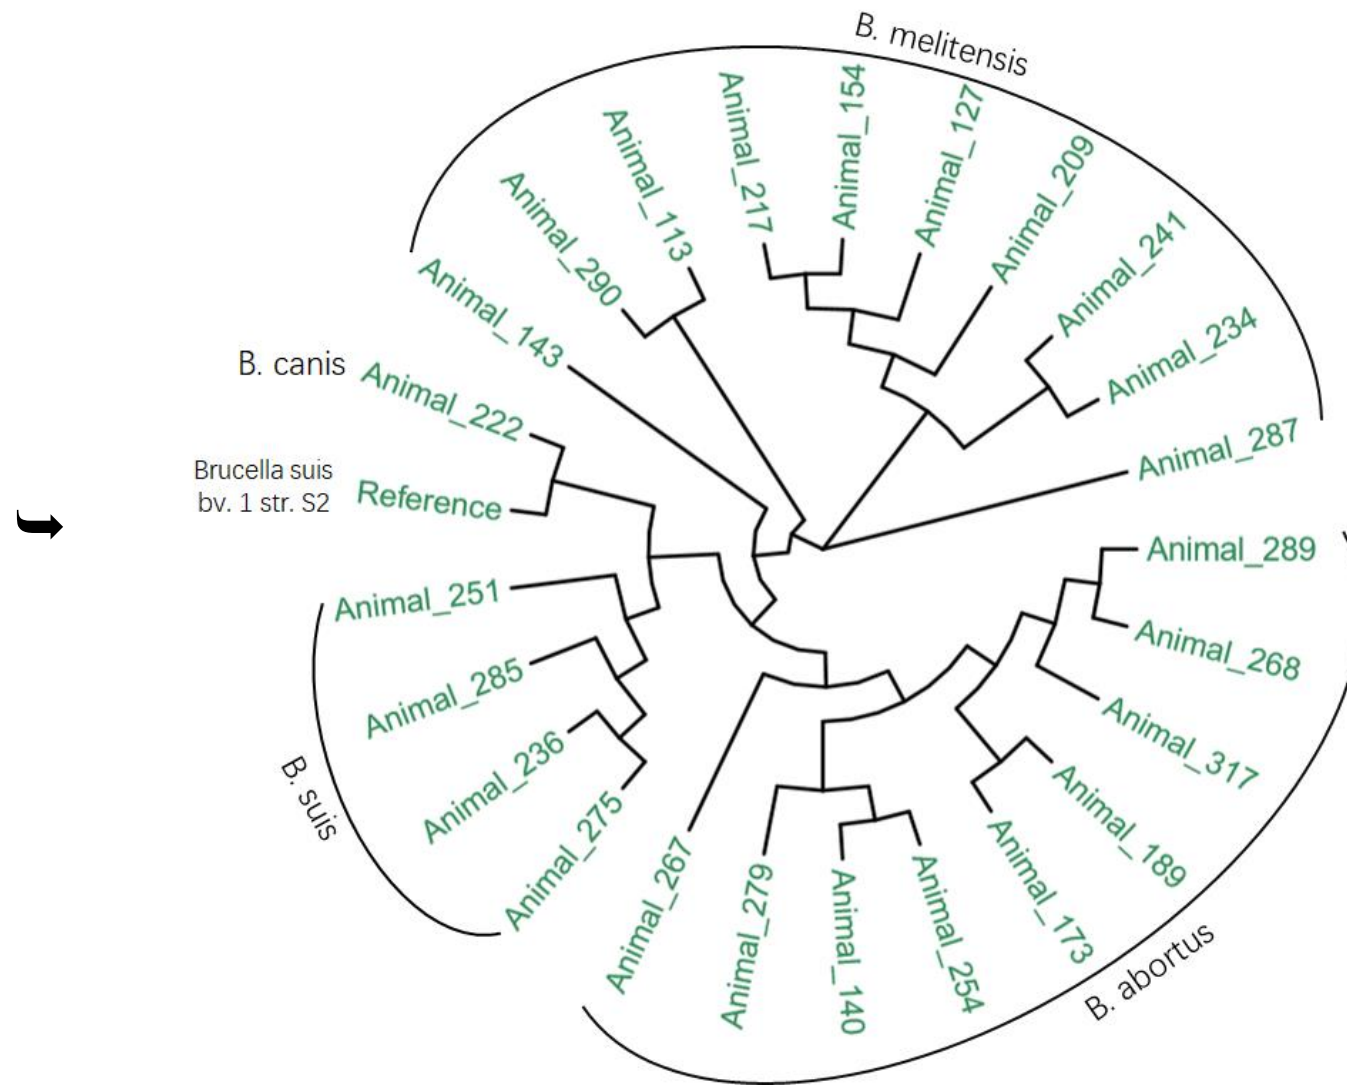 B. melitensis
Animal_143
Animal_290
Animal_113
Animal_217
Animal_154
Animal_127
Animal_209
Animal_241
Animal_234
Animal_287
B. canis
Animal_222
Brucella suis
bv. 1 str. S2
Reference
Animal_251
Animal_285
Animal_236
Animal_275
B. suis
Animal_267
Animal_279
Animal_140
Animal_254
Animal_173
Animal_189
Animal_317
Animal_268
Animal_289
B. abortus